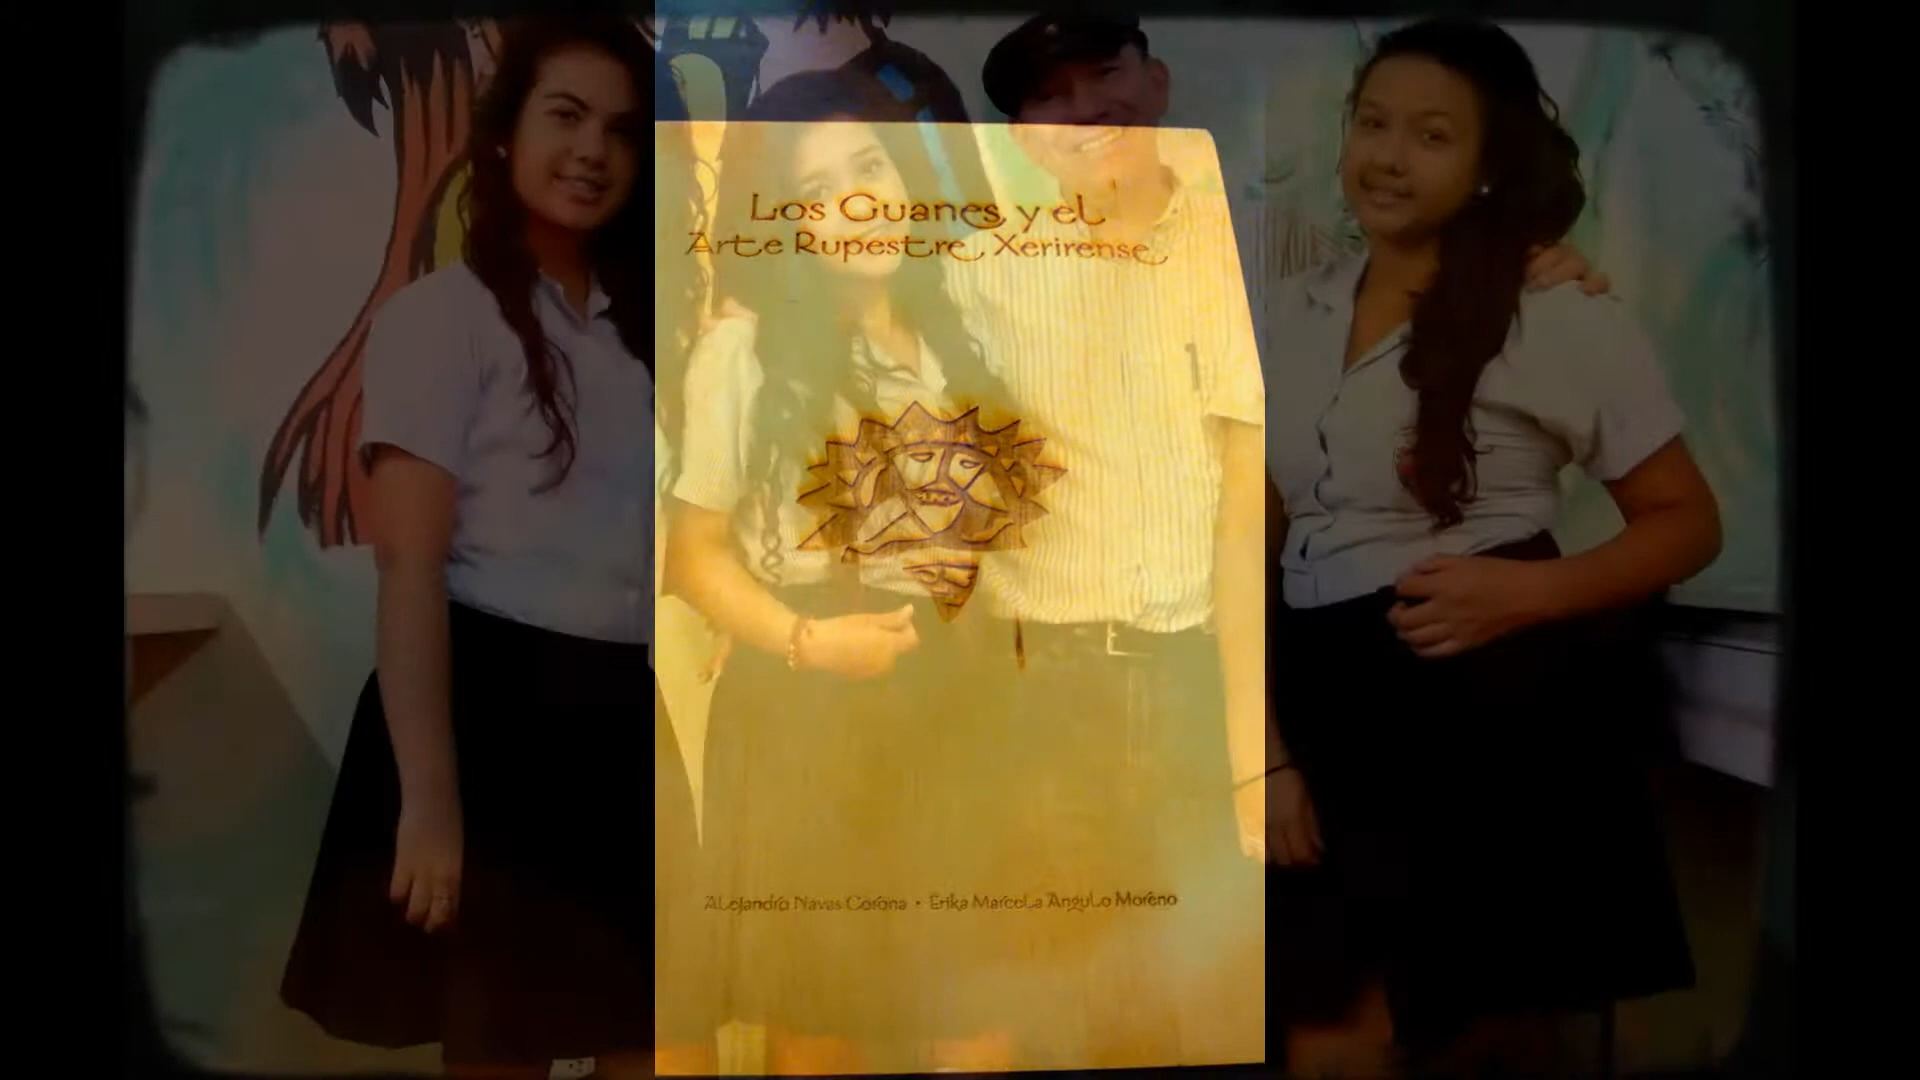 Los Guanes y el
Arte Rupestre Xerirense
Alejandro Navas Corona • Erika Marcela Angulo Moreno